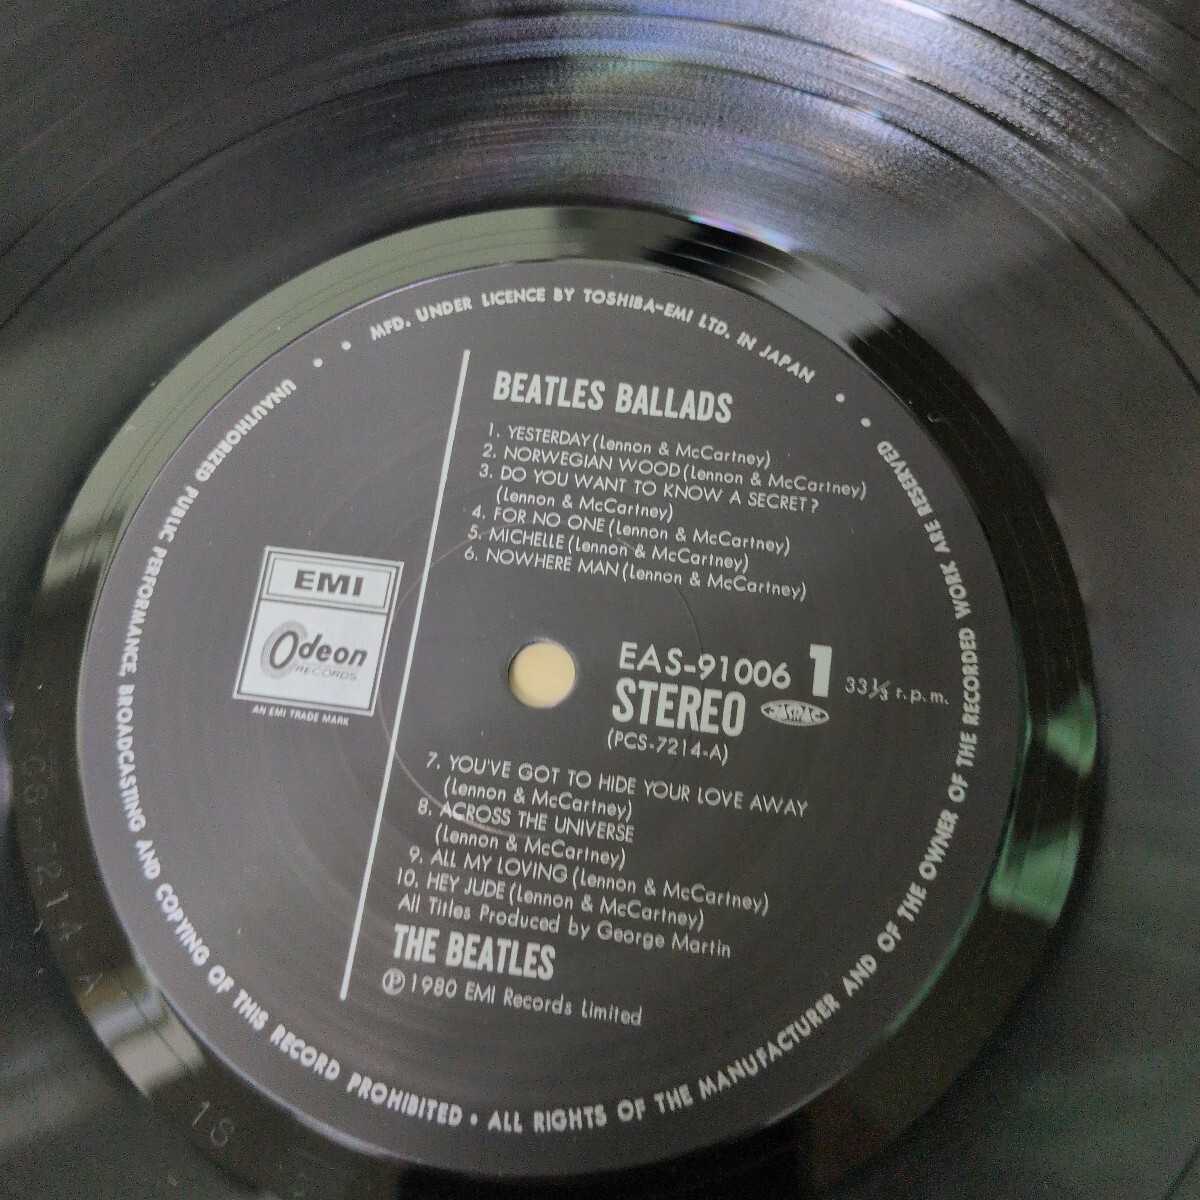 MFD. UNDER LICENCE BY TOSHIBA-EMI LTD. IN JAPAN
BEATLES BALLADS
1. YESTERDAY (Lennon & McCartney)
2. NORWEGIAN WOOD (Lennon & McCartney)
3. DO YOU WANT TO KNOW A SECRET?
(Lennon & McCartney)
4. FOR NO ONE (Lennon & McCartney)
5. MICHELLE (Lennon & McCartney)
6. NOWHERE MAN (Lennon & McCartney)
EMI
Odeon
RECORDS
AN EMI TRADE MARK
EAS-91006 1 33⅓ r.p.m.
STEREO JASRAC
(PCS-7214-A)
7. YOU'VE GOT TO HIDE YOUR LOVE AWAY
(Lennon & McCartney)
8. ACROSS THE UNIVERSE
(Lennon & McCartney)
9. ALL MY LOVING (Lennon & McCartney)
10. HEY JUDE (Lennon & McCartney)
All Titles Produced by George Martin
THE BEATLES
Ⓟ 1980 EMI Records Limited
UNAUTHORIZED PUBLIC PERFORMANCE, BROADCASTING AND COPYING OF THIS RECORD PROHIBITED • ALL RIGHTS OF THE MANUFACTURER AND OF THE OWNER OF THE RECORDED WORK ARE RESERVED
1S